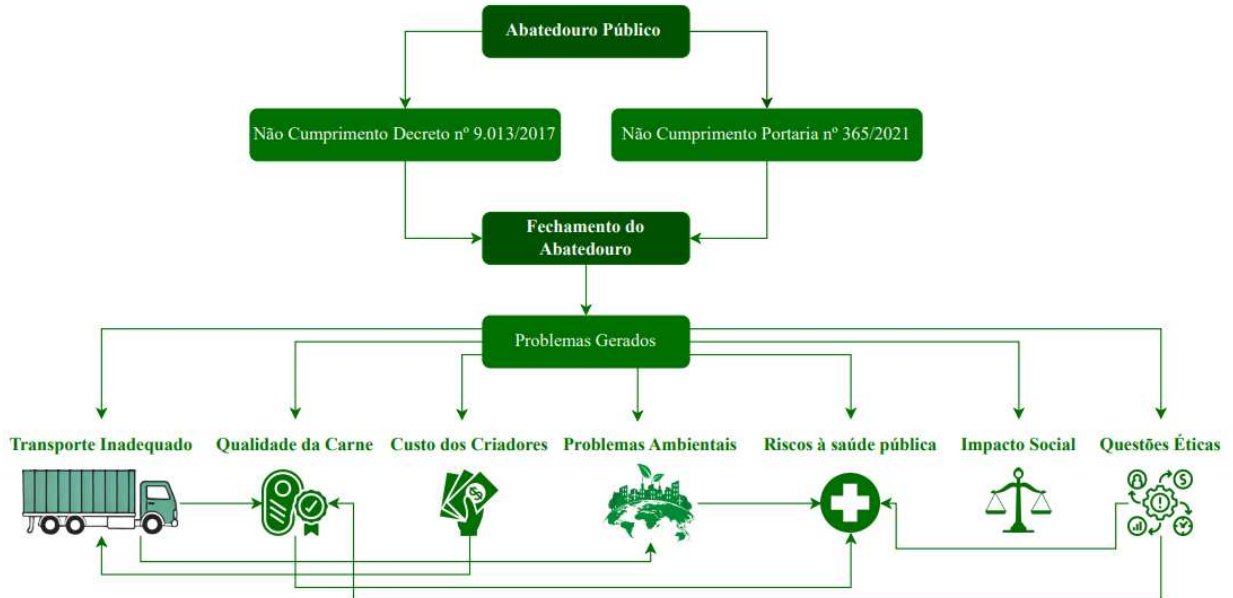 Abatedouro Público
Não Cumprimento Decreto nº 9.013/2017
Não Cumprimento Portaria nº 365/2021
Fechamento do
Abatedouro
Problemas Gerados
Transporte Inadequado
Qualidade da Carne
Custo dos Criadores
Problemas Ambientais
Riscos à saúde pública
Impacto Social
Questões Éticas